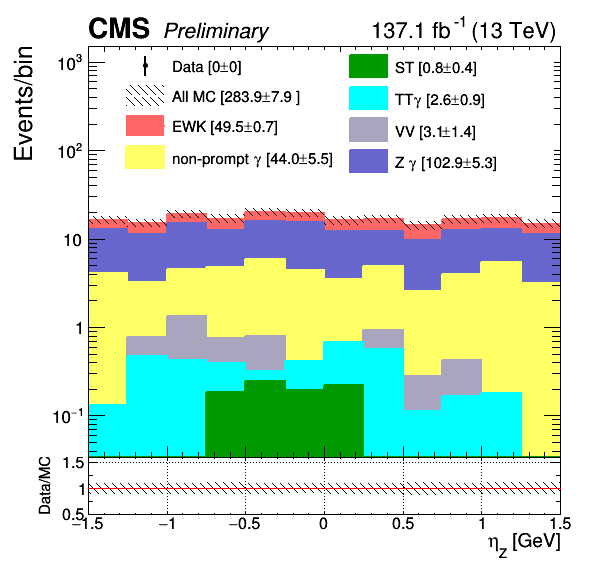 CMS Preliminary 137.1 fb⁻¹ (13 TeV)
Events/bin
10³
10²
10
1
10⁻¹
Data [0±0]
All MC [283.9±7.9 ]
EWK [49.5±0.7]
non-prompt γ [44.0±5.5]
ST [0.8±0.4]
TTγ [2.6±0.9]
VV [3.1±1.4]
Z γ [102.9±5.3]
Data/MC
1.5
1
0.5
−1.5 −1 −0.5 0 0.5 1 1.5
η_Z [GeV]